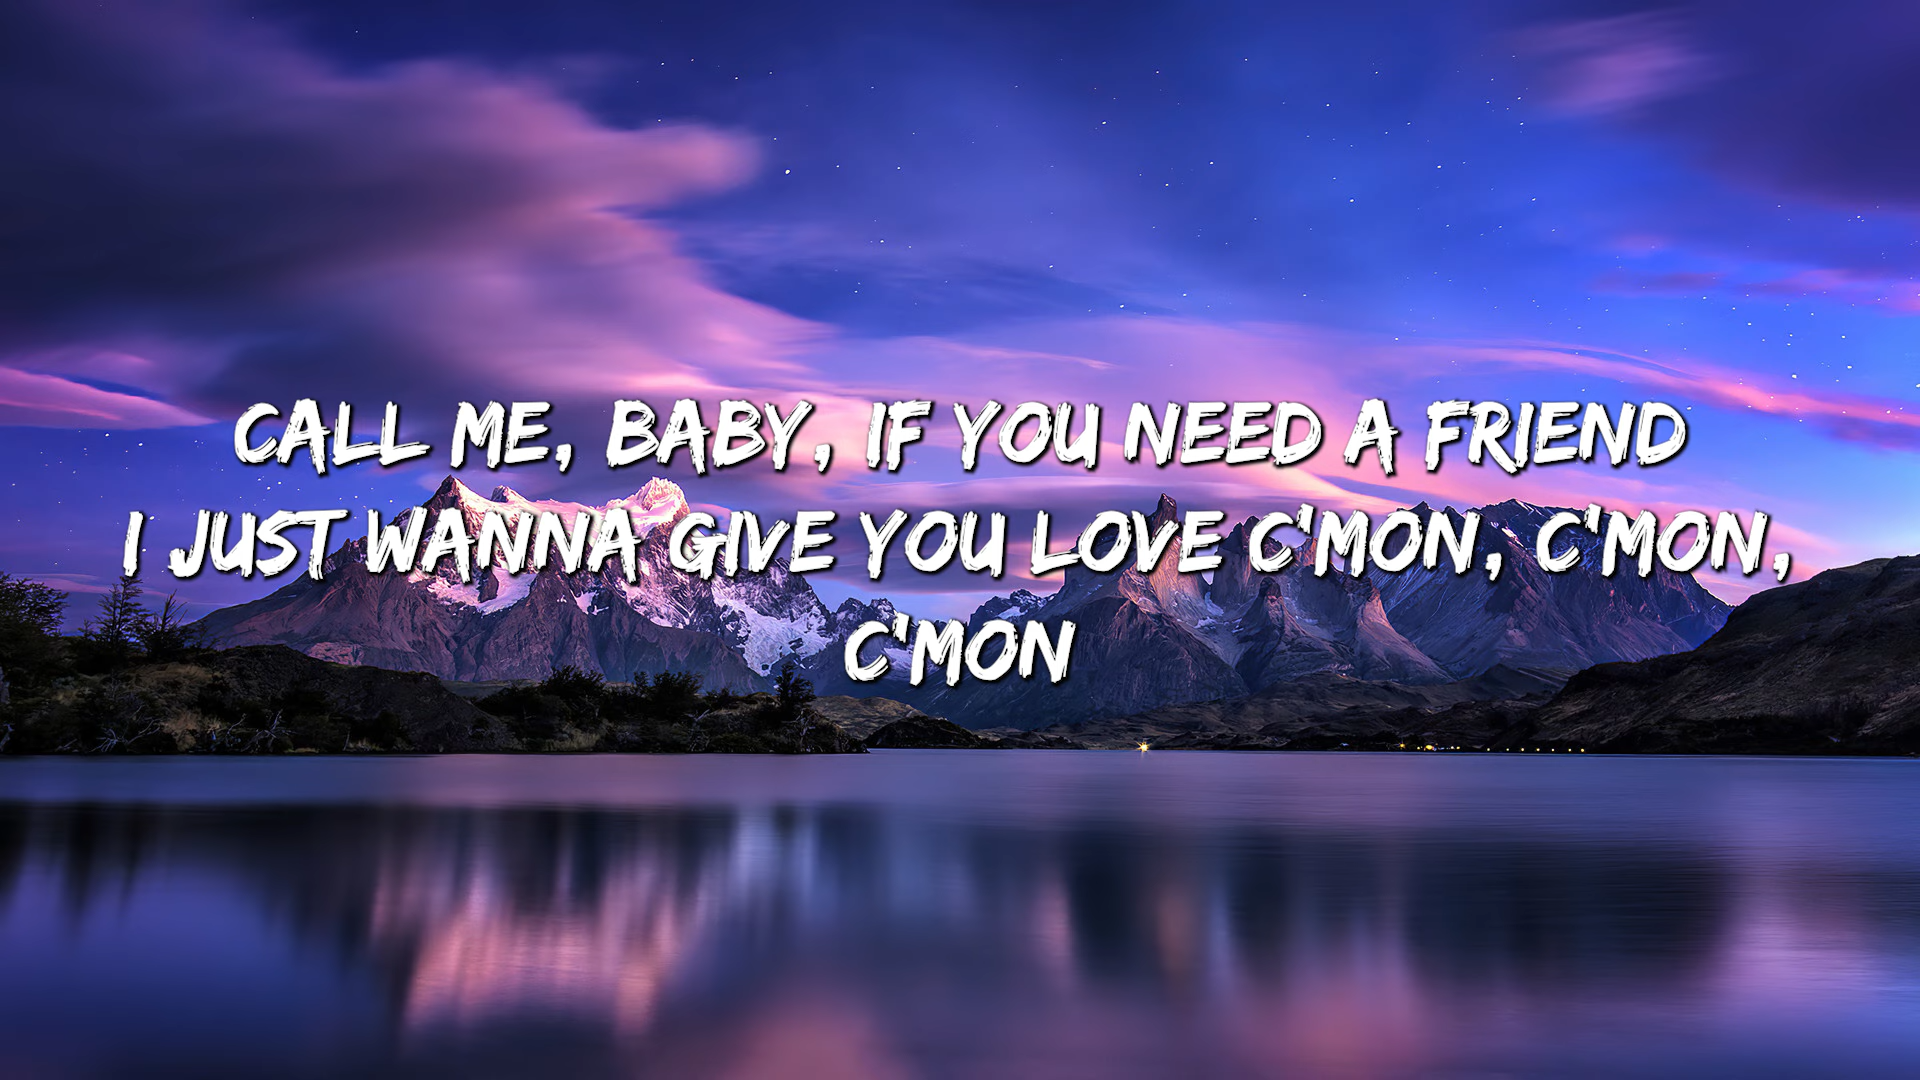 CALL ME, BABY, IF YOU NEED A FRIEND
I JUST WANNA GIVE YOU LOVE C'MON, C'MON,
C'MON